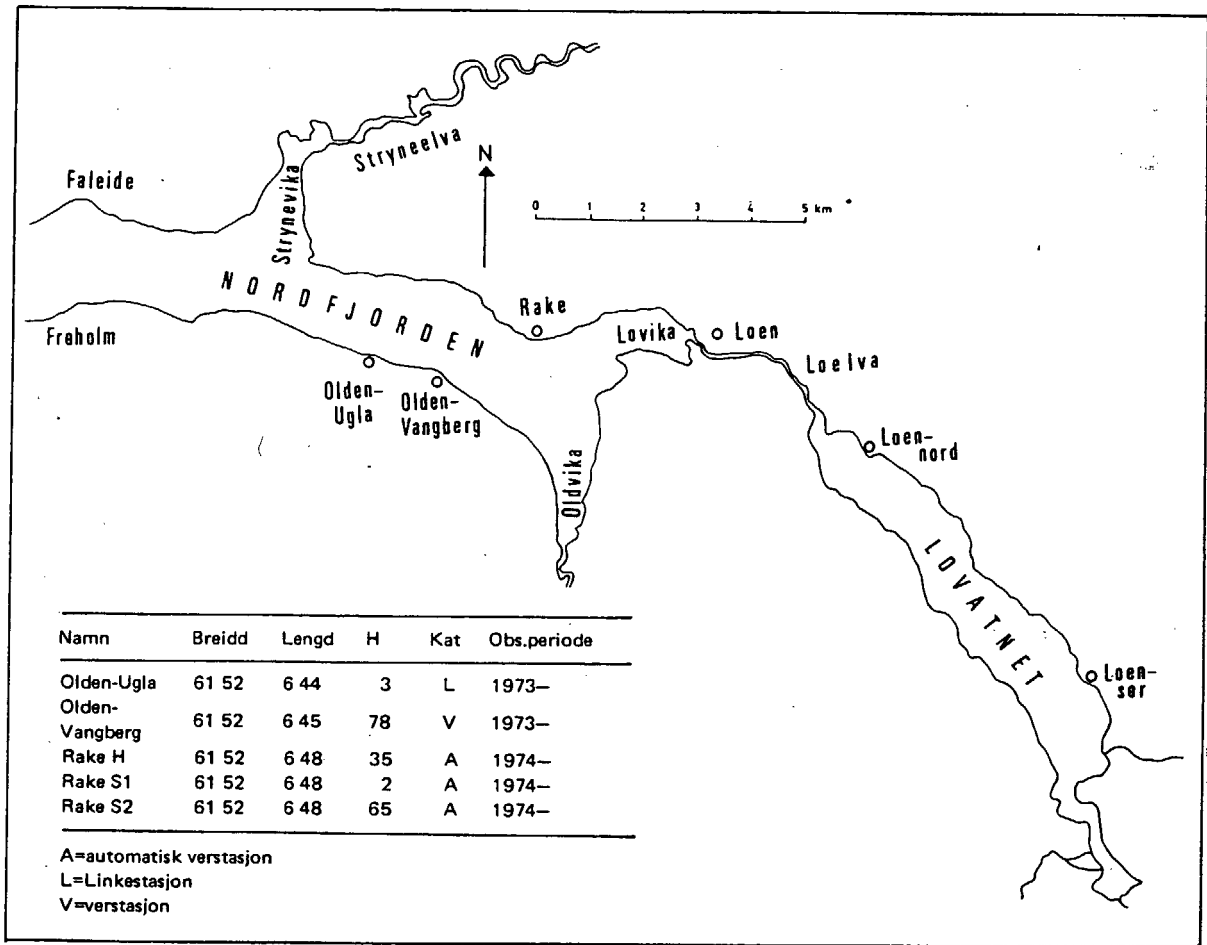 Stryneelva
N
Faleide
Strynevika
0 1 2 3 4 5 km
NORDFJORDEN
Rake
Lovika
Loen
Freholm
Loelva
Olden-
Ugla
Olden-
Vangberg
Loen-
nord
Oldvika
LOVATNET
Loen-
sør
Namn Breidd Lengd H Kat Obs.periode
Olden-Ugla 61 52 6 44 3 L 1973–
Olden-
Vangberg 61 52 6 45 78 V 1973–
Rake H 61 52 6 48 35 A 1974–
Rake S1 61 52 6 48 2 A 1974–
Rake S2 61 52 6 48 65 A 1974–
A=automatisk verstasjon
L=Linkestasjon
V=verstasjon